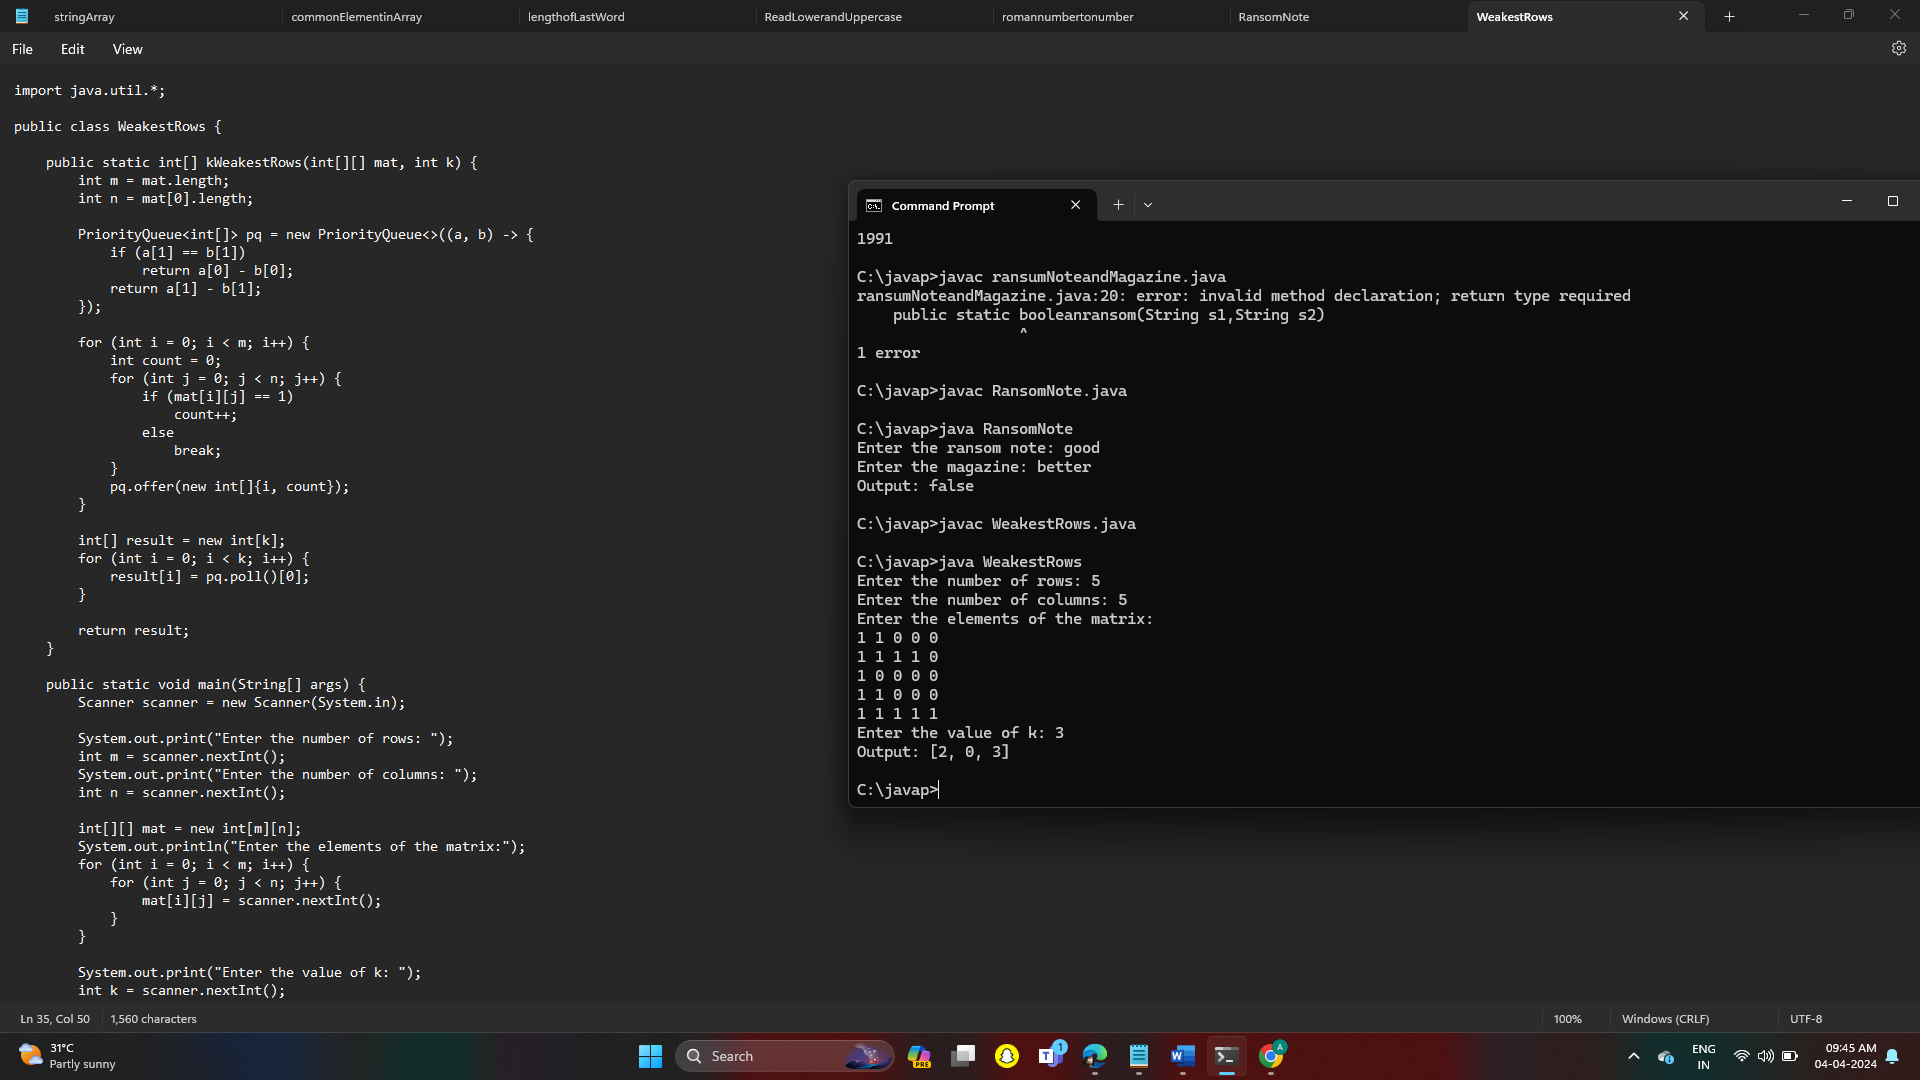 stringArray
commonElementinArray
lengthofLastWord
ReadLowerandUppercase
romannumbertonumber
RansomNote
WeakestRows
File Edit View
import java.util.*;
public class WeakestRows {
public static int[] kWeakestRows(int[][] mat, int k) {
int m = mat.length;
int n = mat[0].length;
PriorityQueue<int[]> pq = new PriorityQueue<>((a, b) -> {
if (a[1] == b[1])
return a[0] - b[0];
return a[1] - b[1];
});
for (int i = 0; i < m; i++) {
int count = 0;
for (int j = 0; j < n; j++) {
if (mat[i][j] == 1)
count++;
else
break;
}
pq.offer(new int[]{i, count});
}
int[] result = new int[k];
for (int i = 0; i < k; i++) {
result[i] = pq.poll()[0];
}
return result;
}
public static void main(String[] args) {
Scanner scanner = new Scanner(System.in);
System.out.print("Enter the number of rows: ");
int m = scanner.nextInt();
System.out.print("Enter the number of columns: ");
int n = scanner.nextInt();
int[][] mat = new int[m][n];
System.out.println("Enter the elements of the matrix:");
for (int i = 0; i < m; i++) {
for (int j = 0; j < n; j++) {
mat[i][j] = scanner.nextInt();
}
}
System.out.print("Enter the value of k: ");
int k = scanner.nextInt();
Command Prompt
1991
C:\javap>javac ransumNoteandMagazine.java
ransumNoteandMagazine.java:20: error: invalid method declaration; return type required
public static booleanransom(String s1,String s2)
^
1 error
C:\javap>javac RansomNote.java
C:\javap>java RansomNote
Enter the ransom note: good
Enter the magazine: better
Output: false
C:\javap>javac WeakestRows.java
C:\javap>java WeakestRows
Enter the number of rows: 5
Enter the number of columns: 5
Enter the elements of the matrix:
1 1 0 0 0
1 1 1 1 0
1 0 0 0 0
1 1 0 0 0
1 1 1 1 1
Enter the value of k: 3
Output: [2, 0, 3]
C:\javap>
Ln 35, Col 50
1,560 characters
100%
Windows (CRLF)
UTF-8
31°C
Partly sunny
Search
PRE
T
1
W
A
ENG
IN
09:45 AM
04-04-2024